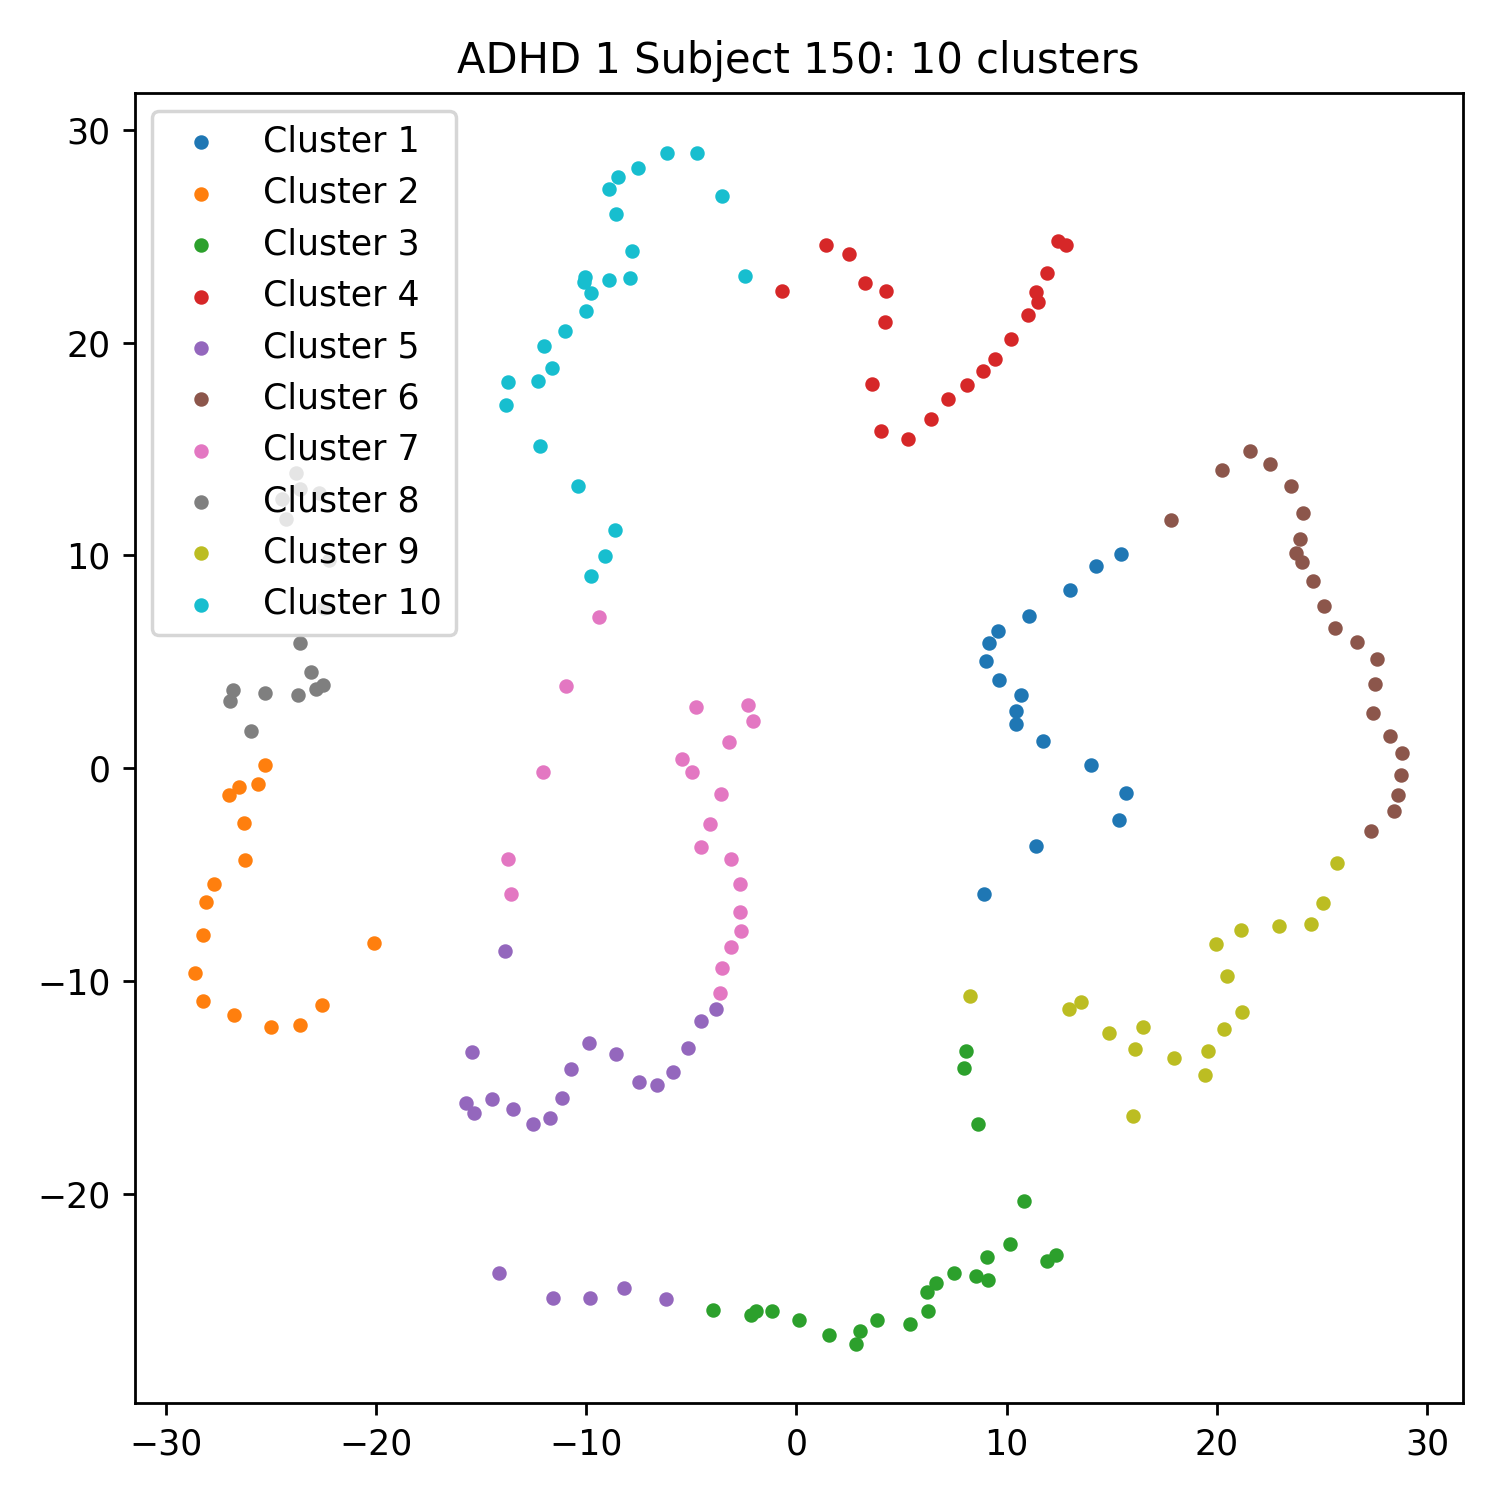 ADHD 1 Subject 150: 10 clusters
Cluster 1
Cluster 2
Cluster 3
Cluster 4
Cluster 5
Cluster 6
Cluster 7
Cluster 8
Cluster 9
Cluster 10
30
20
10
0
−10
−20
−30 −20 −10 0 10 20 30